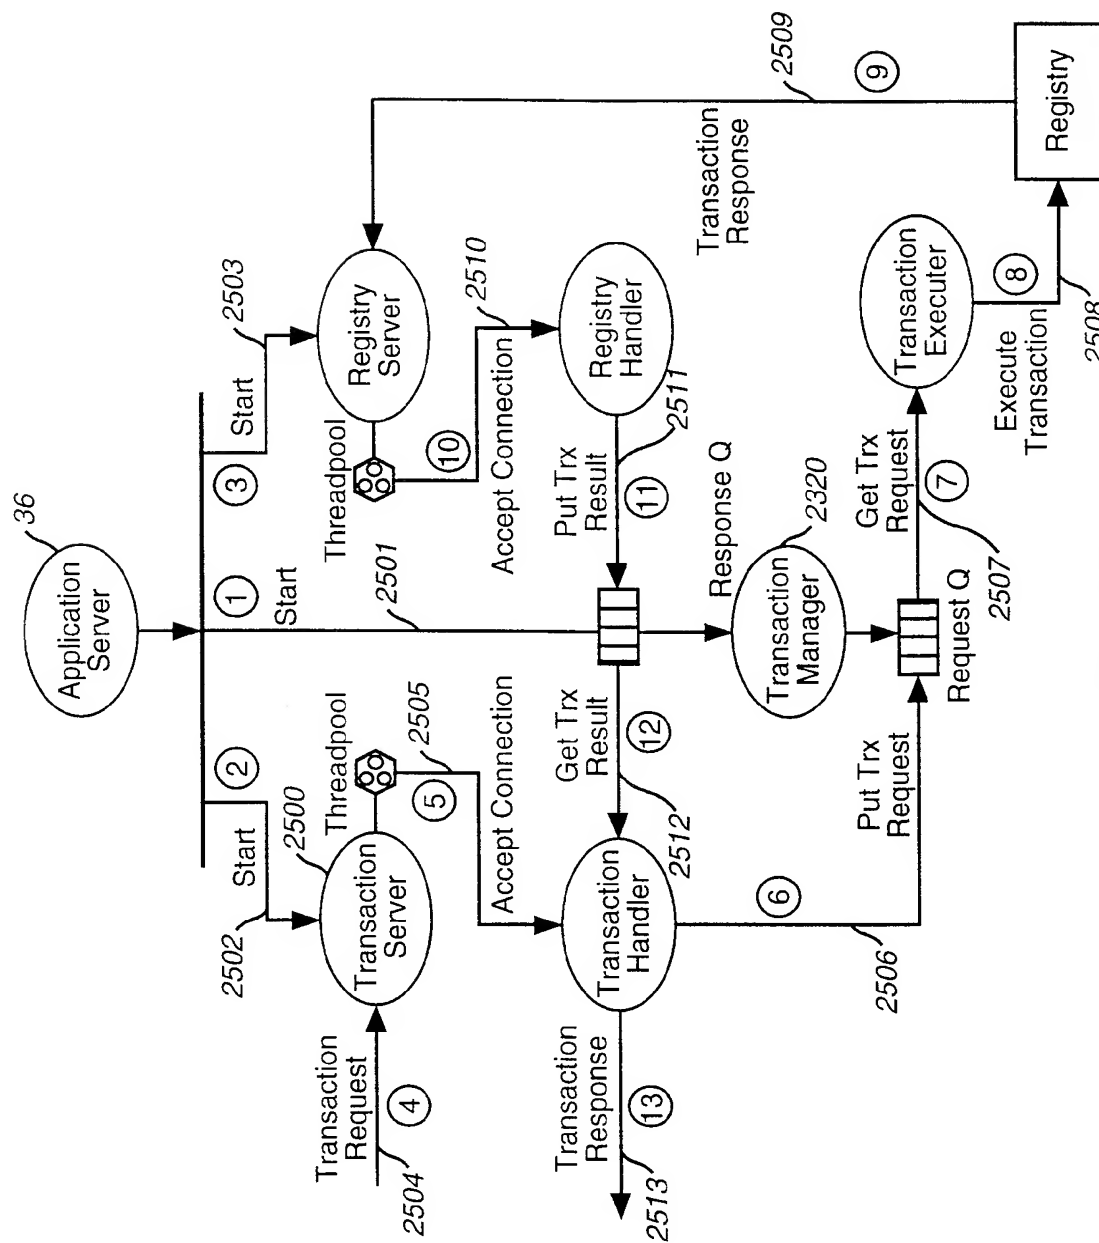 36
Application
Server
1
Start
2501
2
Start
2502
3
Start
2503
Transaction
Request
4
2504
Transaction
Server
2500
Threadpool
5
2505
Accept Connection
Registry
Server
Threadpool
10
2510
Accept Connection
Transaction
Response
9
2509
Registry
Handler
Put Trx
Result
11
2511
Response Q
Get Trx
Result
12
2512
Transaction
Handler
Transaction
Response
13
2513
Transaction
Manager
2320
6
2506
Put Trx
Request
Request Q
Get Trx
Request
7
2507
Transaction
Executer
Execute
Transaction
8
2508
Registry